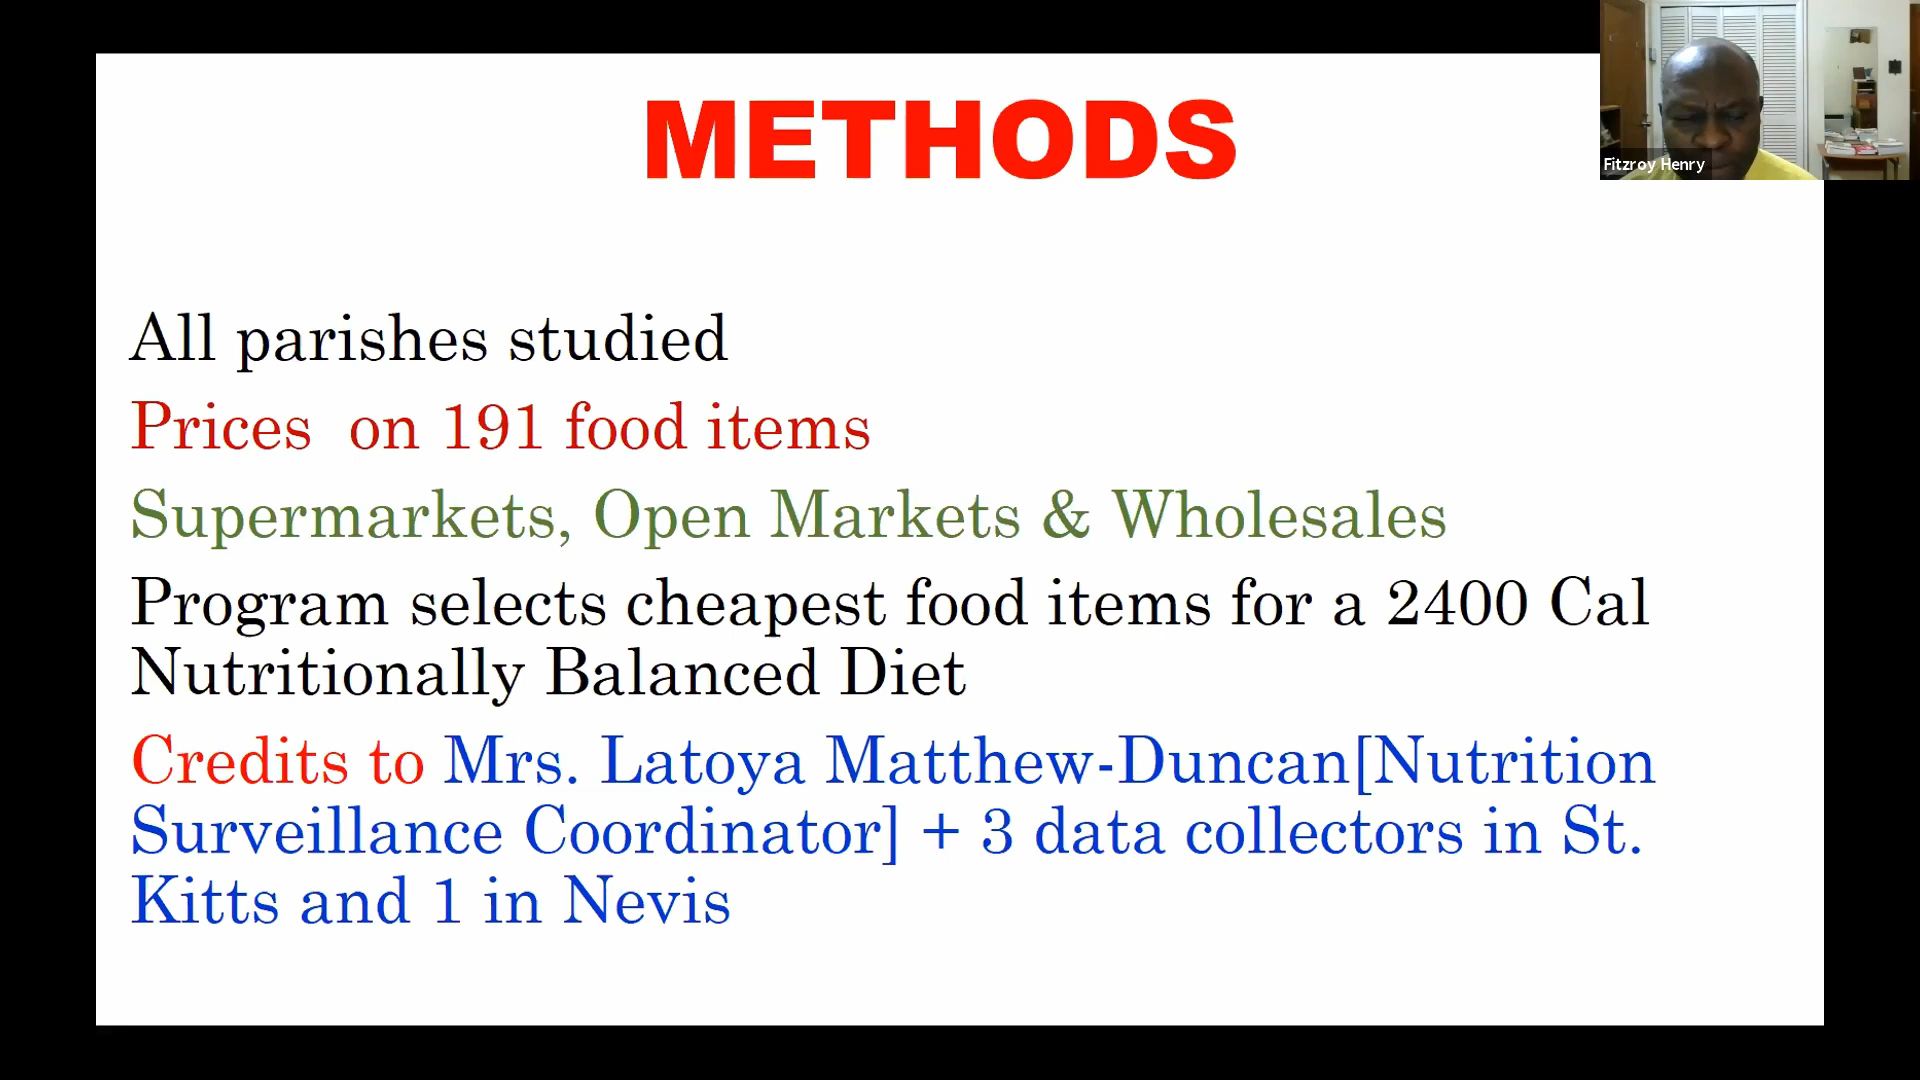 METHODS
Fitzroy Henry
All parishes studied
Prices on 191 food items
Supermarkets, Open Markets & Wholesales
Program selects cheapest food items for a 2400 Cal
Nutritionally Balanced Diet
Credits to Mrs. Latoya Matthew-Duncan[Nutrition
Surveillance Coordinator] + 3 data collectors in St.
Kitts and 1 in Nevis